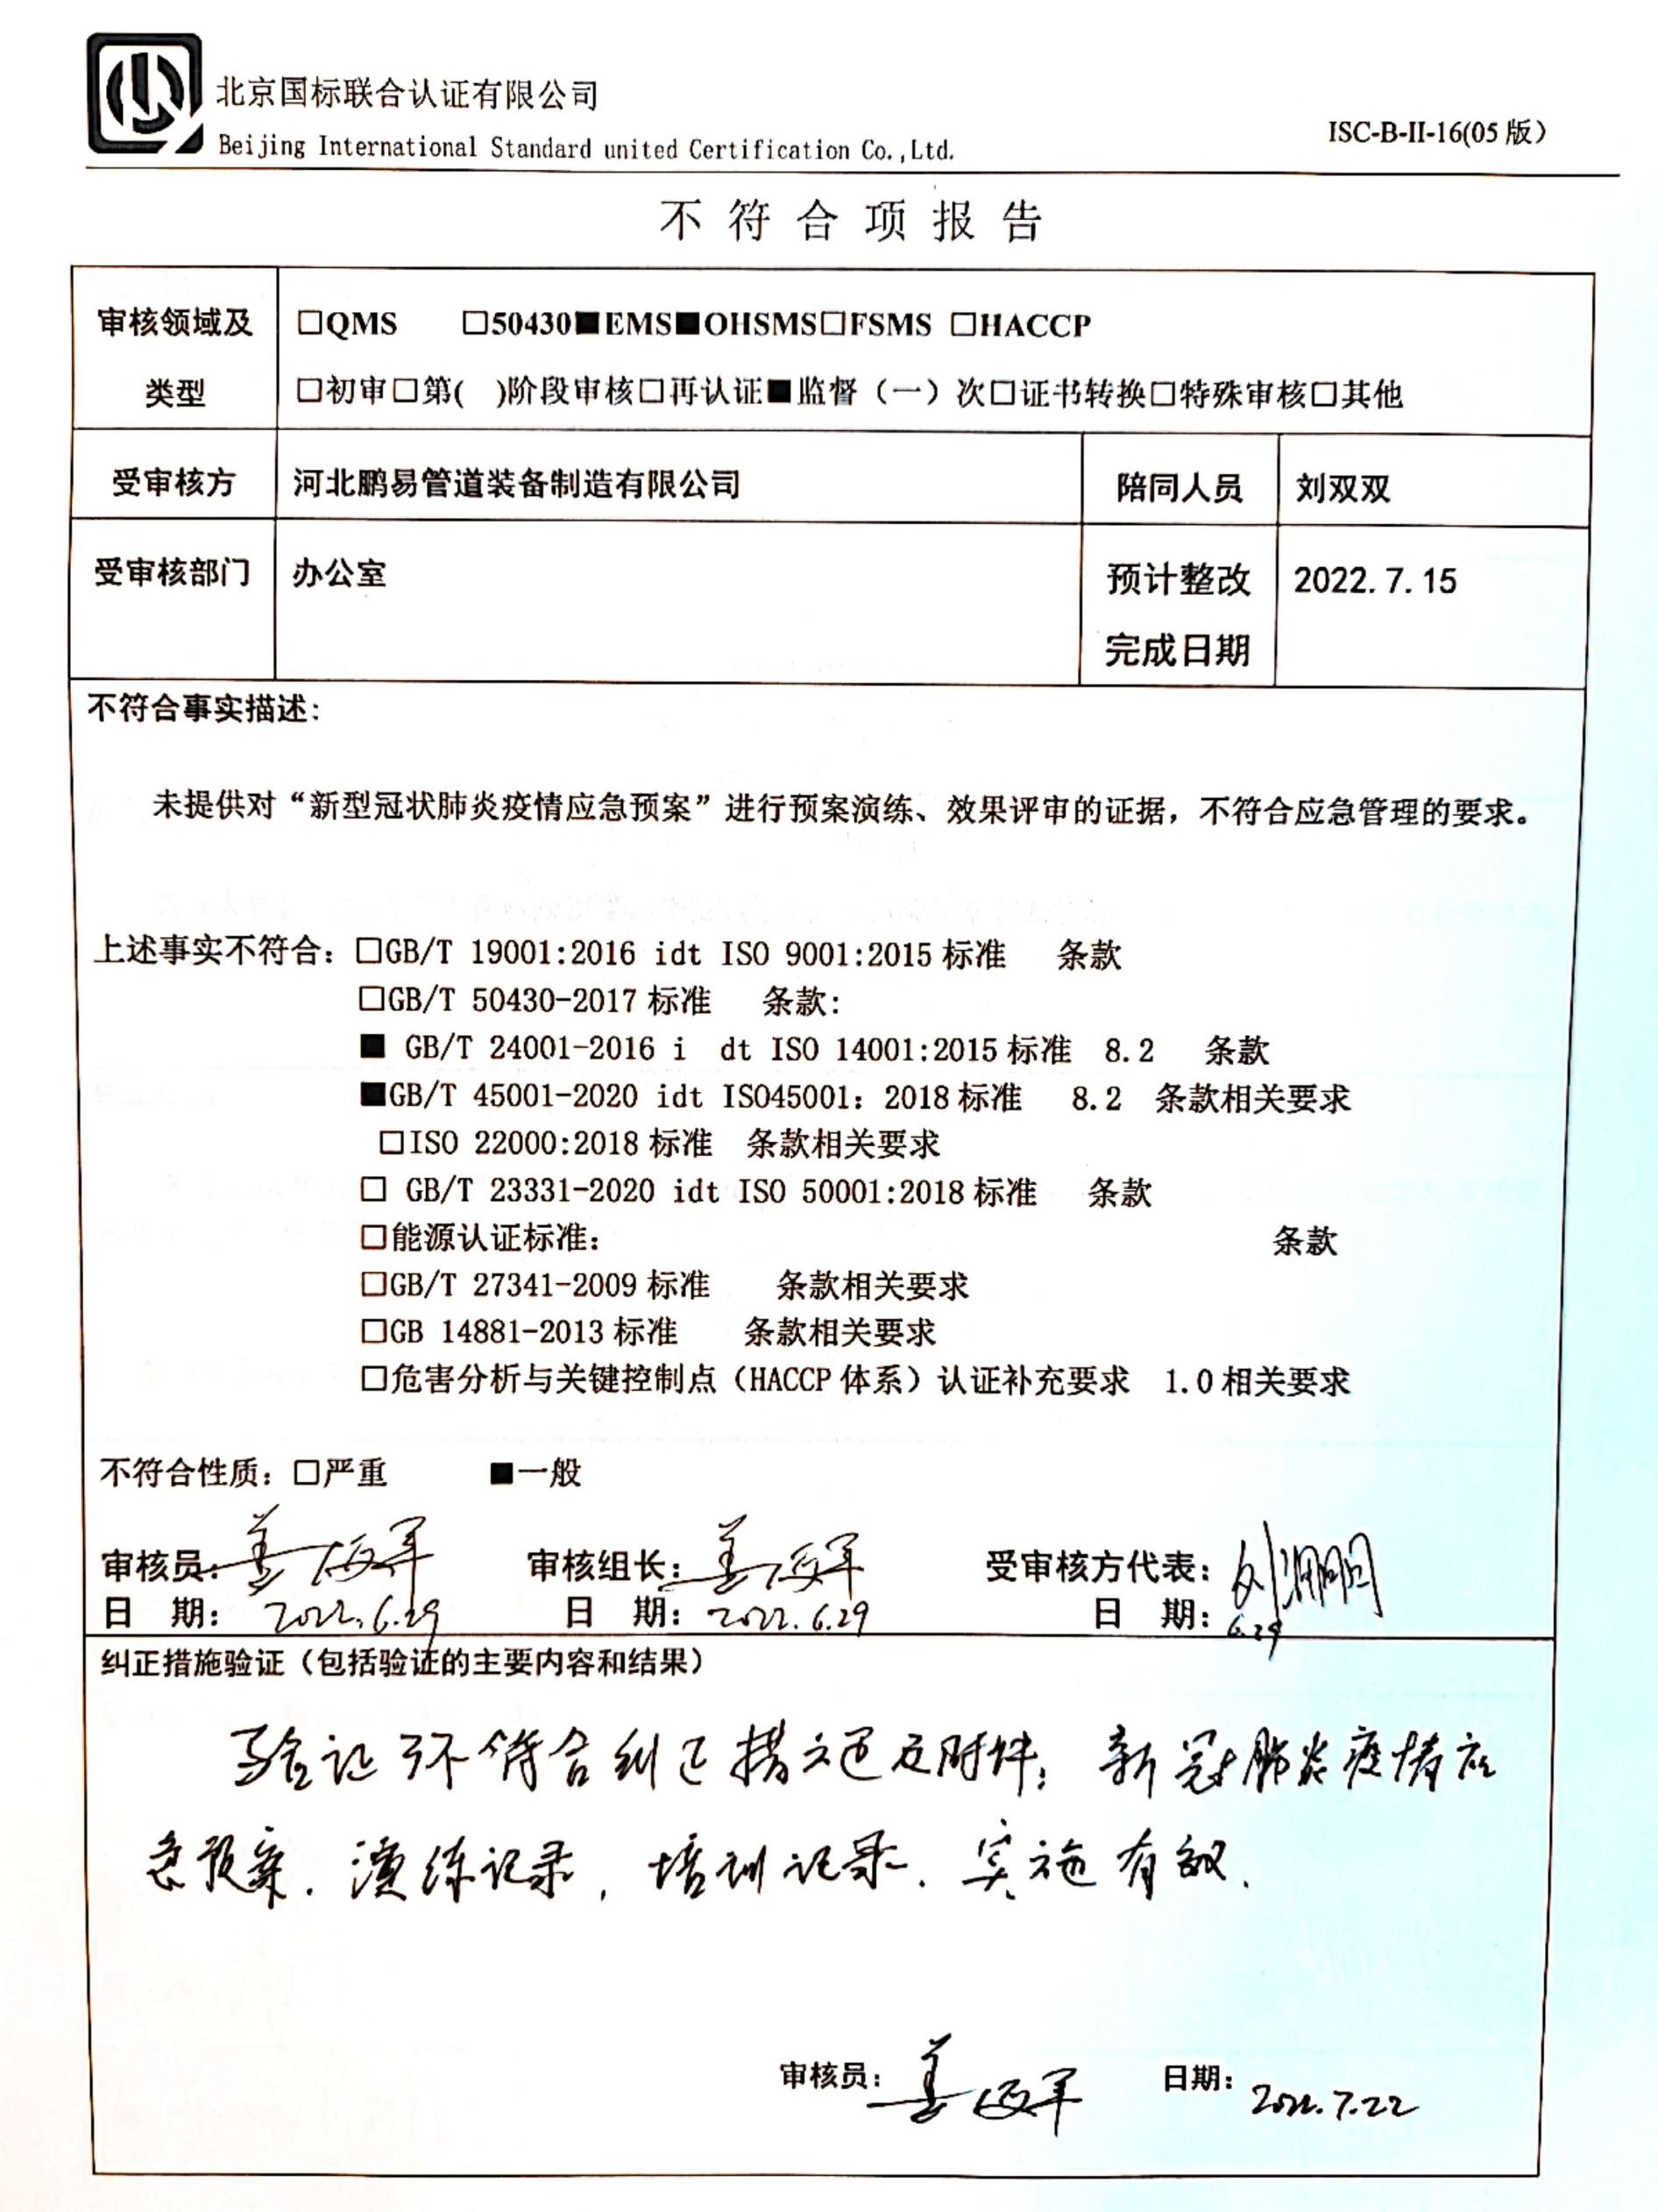 北京国标联合认证有限公司
Beijing International Standard united Certification Co.,Ltd.
ISC-B-II-16(05 版）
不符合项报告
审核领域及类型
□QMS □50430■EMS■OHSMS□FSMS □HACCP
□初审□第( )阶段审核□再认证■监督（一）次□证书转换□特殊审核□其他
受审核方 河北鹏易管道装备制造有限公司 陪同人员 刘双双
受审核部门 办公室 预计整改完成日期 2022.7.15
不符合事实描述：
未提供对“新型冠状肺炎疫情应急预案”进行预案演练、效果评审的证据，不符合应急管理的要求。
上述事实不符合：□GB/T 19001:2016 idt ISO 9001:2015 标准 条款
□GB/T 50430-2017 标准 条款：
■ GB/T 24001-2016 i dt ISO 14001:2015 标准 8.2 条款
■GB/T 45001-2020 idt ISO45001：2018 标准 8.2 条款相关要求
□ISO 22000:2018 标准 条款相关要求
□ GB/T 23331-2020 idt ISO 50001:2018 标准 条款
□能源认证标准： 条款
□GB/T 27341-2009 标准 条款相关要求
□GB 14881-2013 标准 条款相关要求
□危害分析与关键控制点（HACCP 体系）认证补充要求 1.0 相关要求
不符合性质：□严重 ■一般
审核员：姜海军 审核组长：姜海军 受审核方代表：
日 期：2022.6.29 日 期：2022.6.29 日 期：6.29
纠正措施验证（包括验证的主要内容和结果）
验证了不符合纠正措施及附件：新冠肺炎疫情应
急预案.演练记录，培训记录.实施有效.
审核员：姜海军 日期：2022.7.22